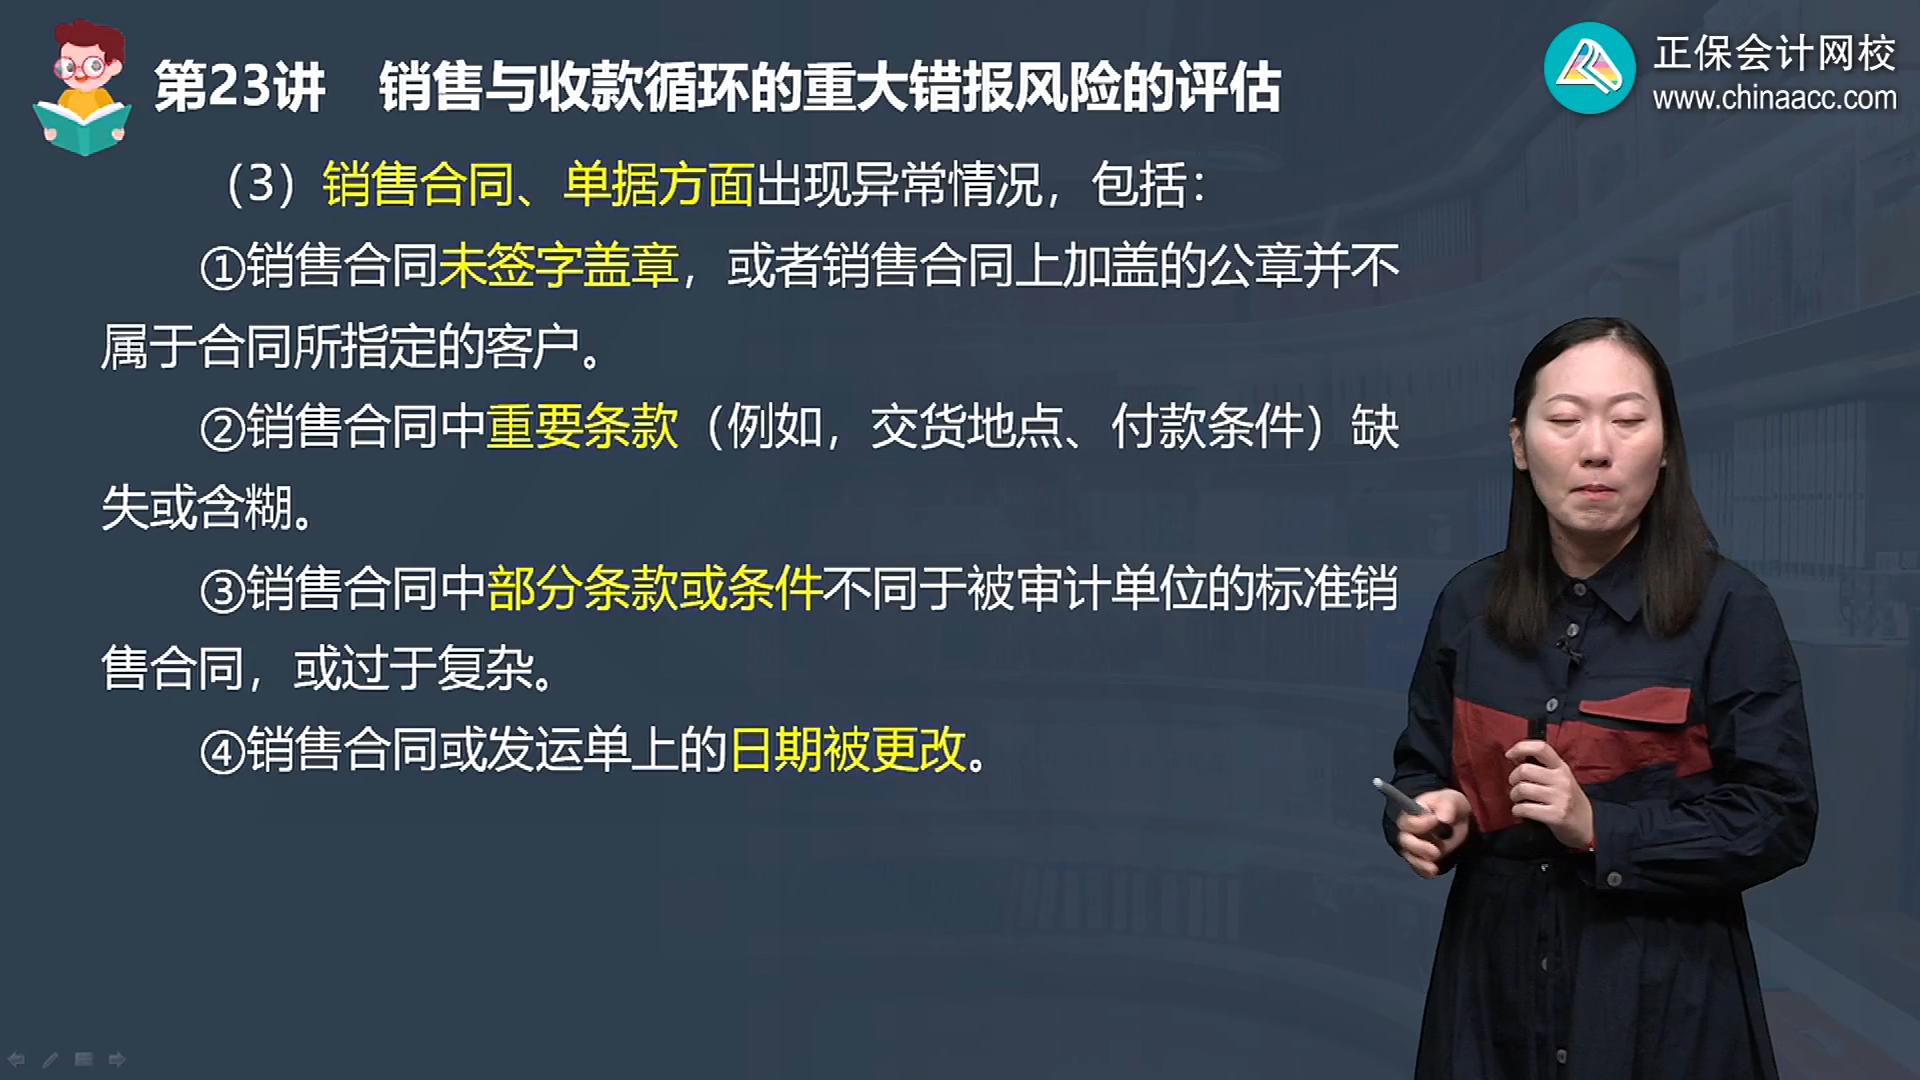 第23讲 销售与收款循环的重大错报风险的评估
正保会计网校
www.chinaacc.com
（3）销售合同、单据方面出现异常情况，包括：
①销售合同未签字盖章，或者销售合同上加盖的公章并不
属于合同所指定的客户。
②销售合同中重要条款（例如，交货地点、付款条件）缺
失或含糊。
③销售合同中部分条款或条件不同于被审计单位的标准销
售合同，或过于复杂。
④销售合同或发运单上的日期被更改。